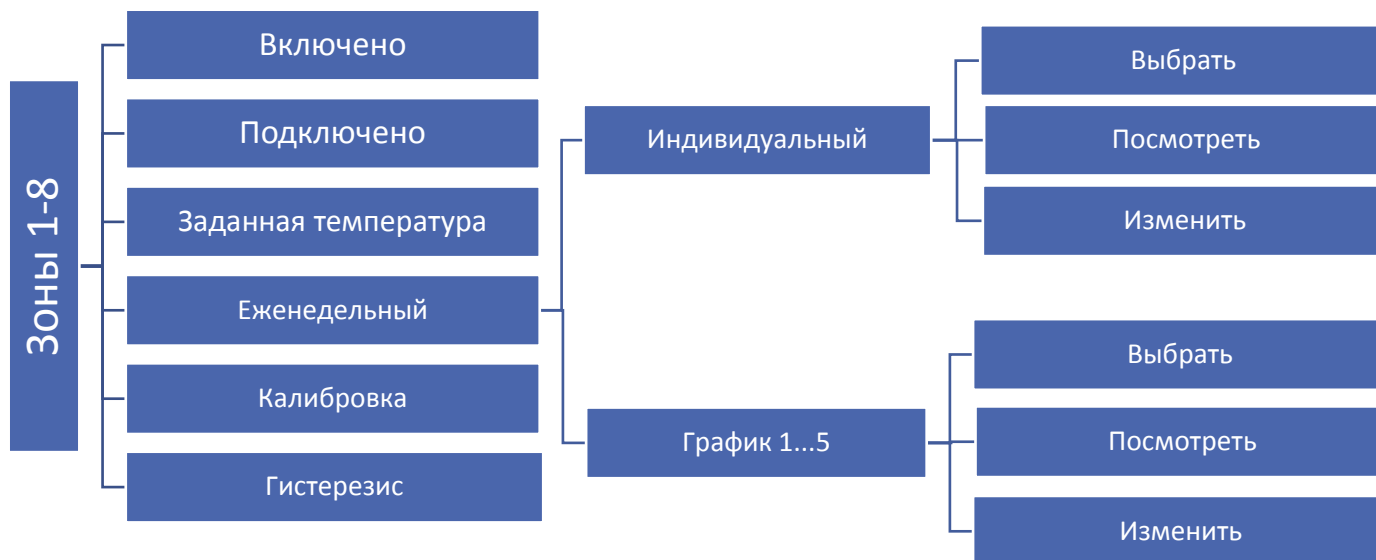 Зоны 1-8
Включено
Подключено
Заданная температура
Еженедельный
Калибровка
Гистерезис
Индивидуальный
Выбрать
Посмотреть
Изменить
График 1...5
Выбрать
Посмотреть
Изменить